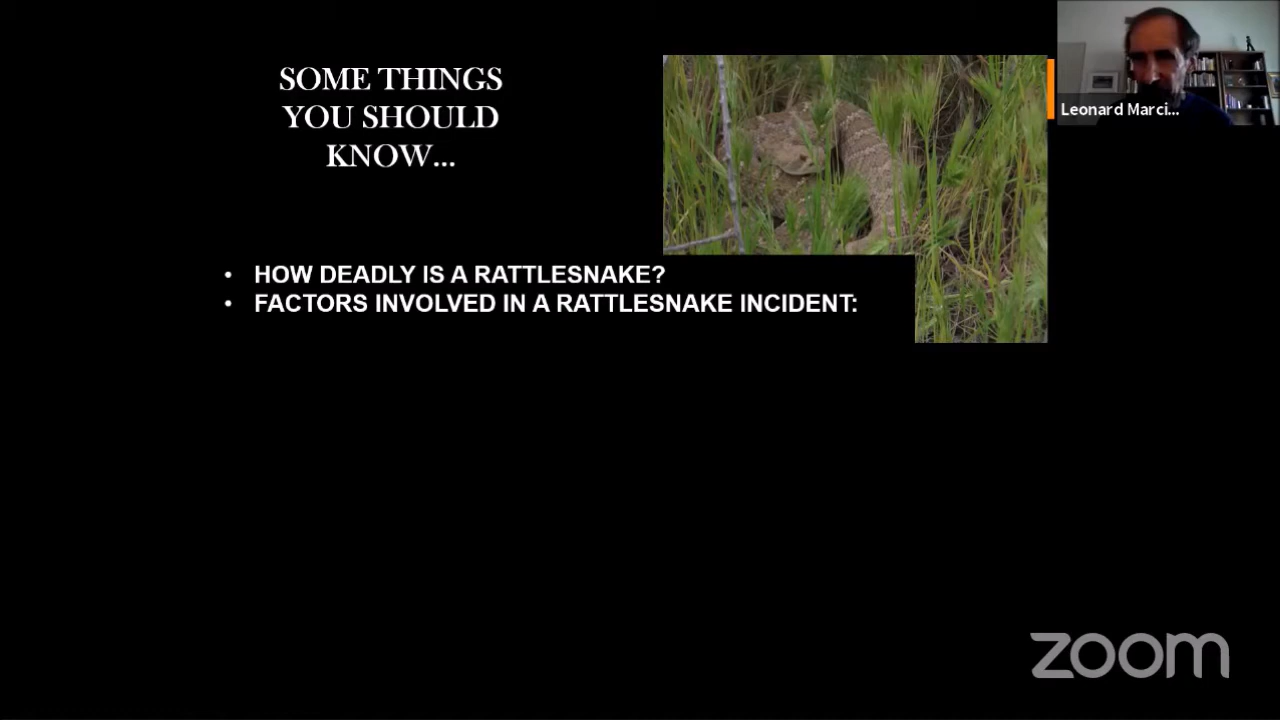 SOME THINGS
YOU SHOULD
KNOW...
Leonard Marci...
• HOW DEADLY IS A RATTLESNAKE?
• FACTORS INVOLVED IN A RATTLESNAKE INCIDENT:
zoom